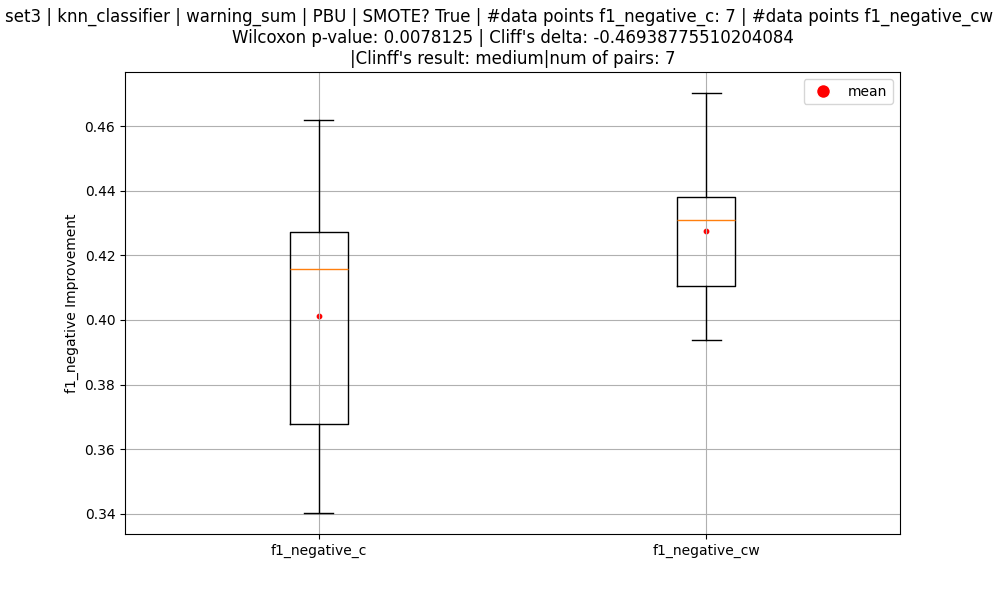 set3 | knn_classifier | warning_sum | PBU | SMOTE? True | #data points f1_negative_c: 7 | #data points f1_negative_cw
Wilcoxon p-value: 0.0078125 | Cliff's delta: -0.46938775510204084
|Clinff's result: medium|num of pairs: 7
mean
0.46
0.44
0.42
0.40
0.38
0.36
0.34
f1_negative Improvement
f1_negative_c
f1_negative_cw